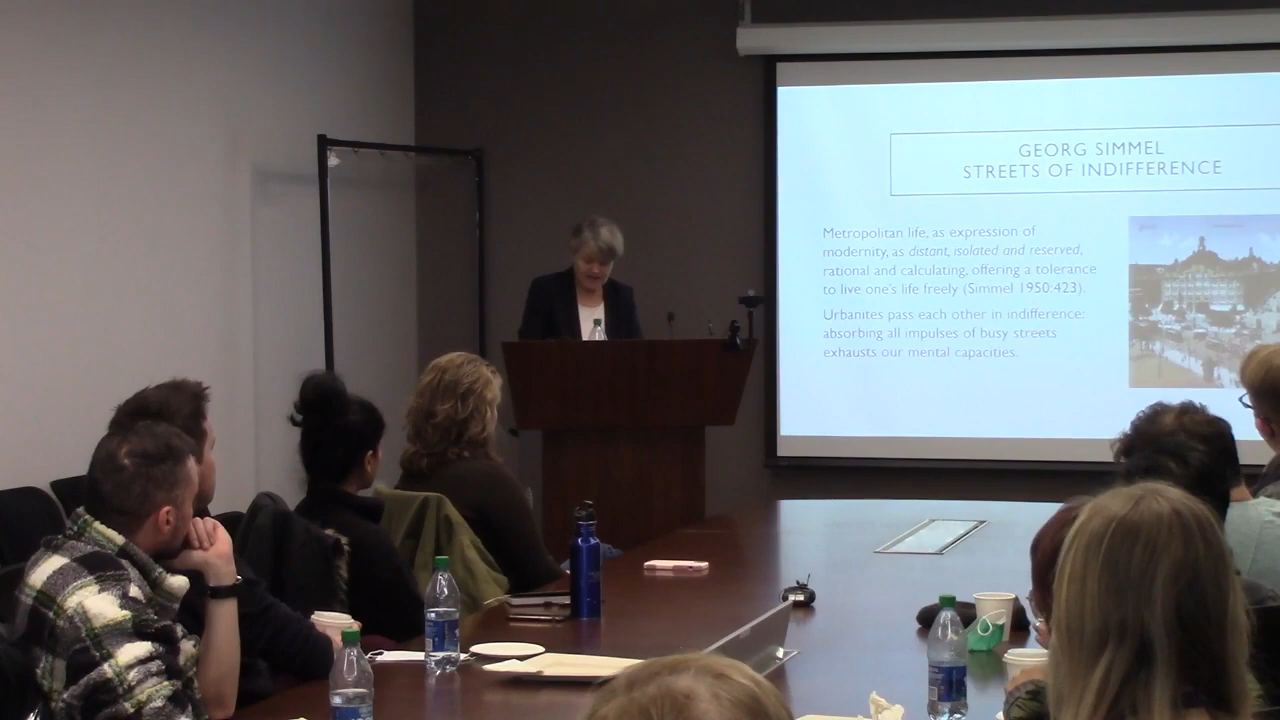 GEORG SIMMEL
STREETS OF INDIFFERENCE
Metropolitan life, as expression of
modernity, as distant, isolated and reserved,
rational and calculating, offering a tolerance
to live one's life freely (Simmel 1950:423).
Urbanites pass each other in indifference:
absorbing all impulses of busy streets
exhausts our mental capacities.